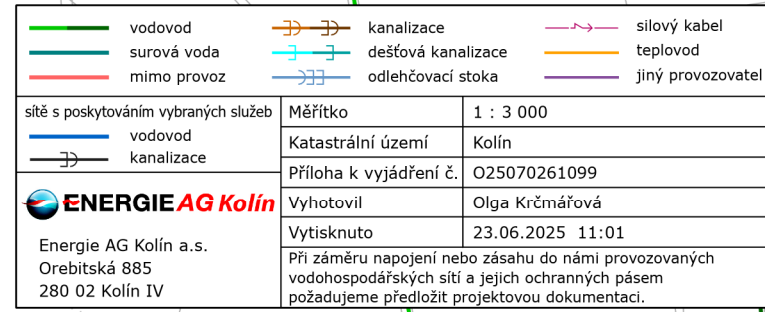 vodovod
surová voda
mimo provoz
kanalizace
dešťová kanalizace
odlehčovací stoka
silový kabel
teplovod
jiný provozovatel
sítě s poskytováním vybraných služeb
vodovod
kanalizace
ENERGIE AG Kolín
Energie AG Kolín a.s.
Orebitská 885
280 02 Kolín IV
Měřítko 1 : 3 000
Katastrální území Kolín
Příloha k vyjádření č. O25070261099
Vyhotovil Olga Krčmářová
Vytisknuto 23.06.2025 11:01
Při záměru napojení nebo zásahu do námi provozovaných
vodohospodářských sítí a jejich ochranných pásem
požadujeme předložit projektovou dokumentaci.